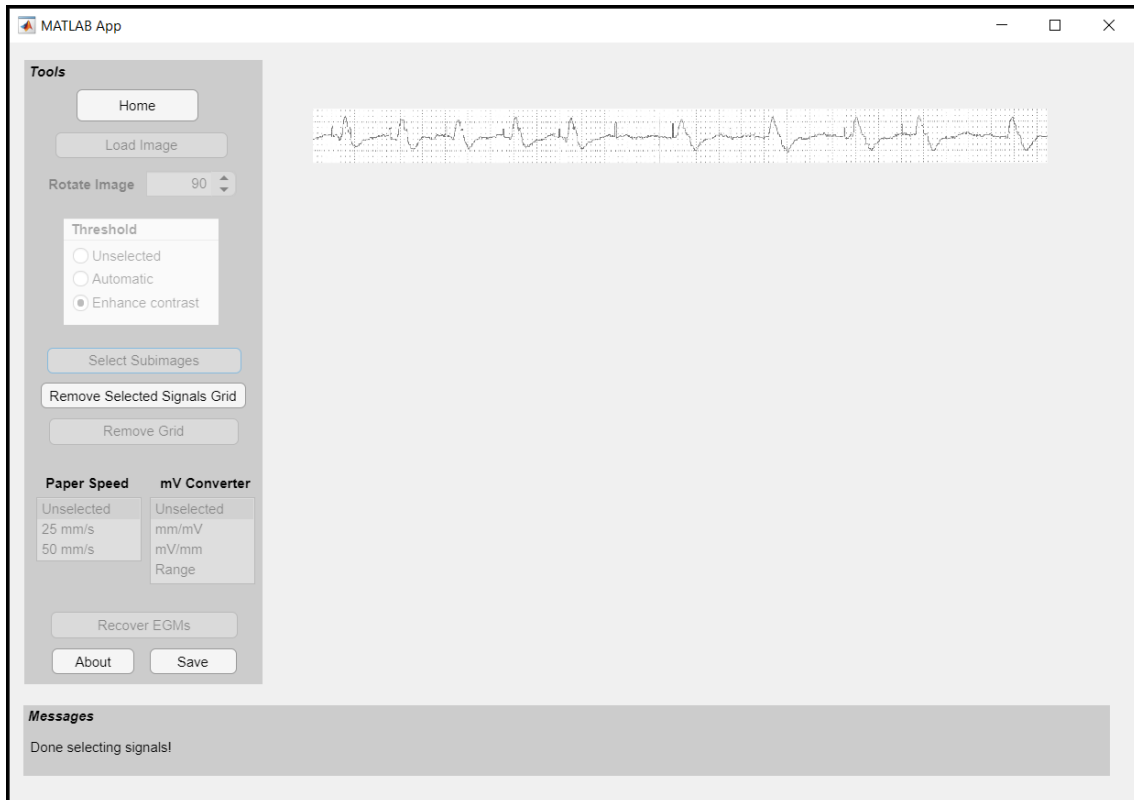 MATLAB App
Tools
Home
Load Image
Rotate Image 90
Threshold
Unselected
Automatic
Enhance contrast
Select Subimages
Remove Selected Signals Grid
Remove Grid
Paper Speed mV Converter
Unselected Unselected
25 mm/s mm/mV
50 mm/s mV/mm
Range
Recover EGMs
About Save
Messages
Done selecting signals!